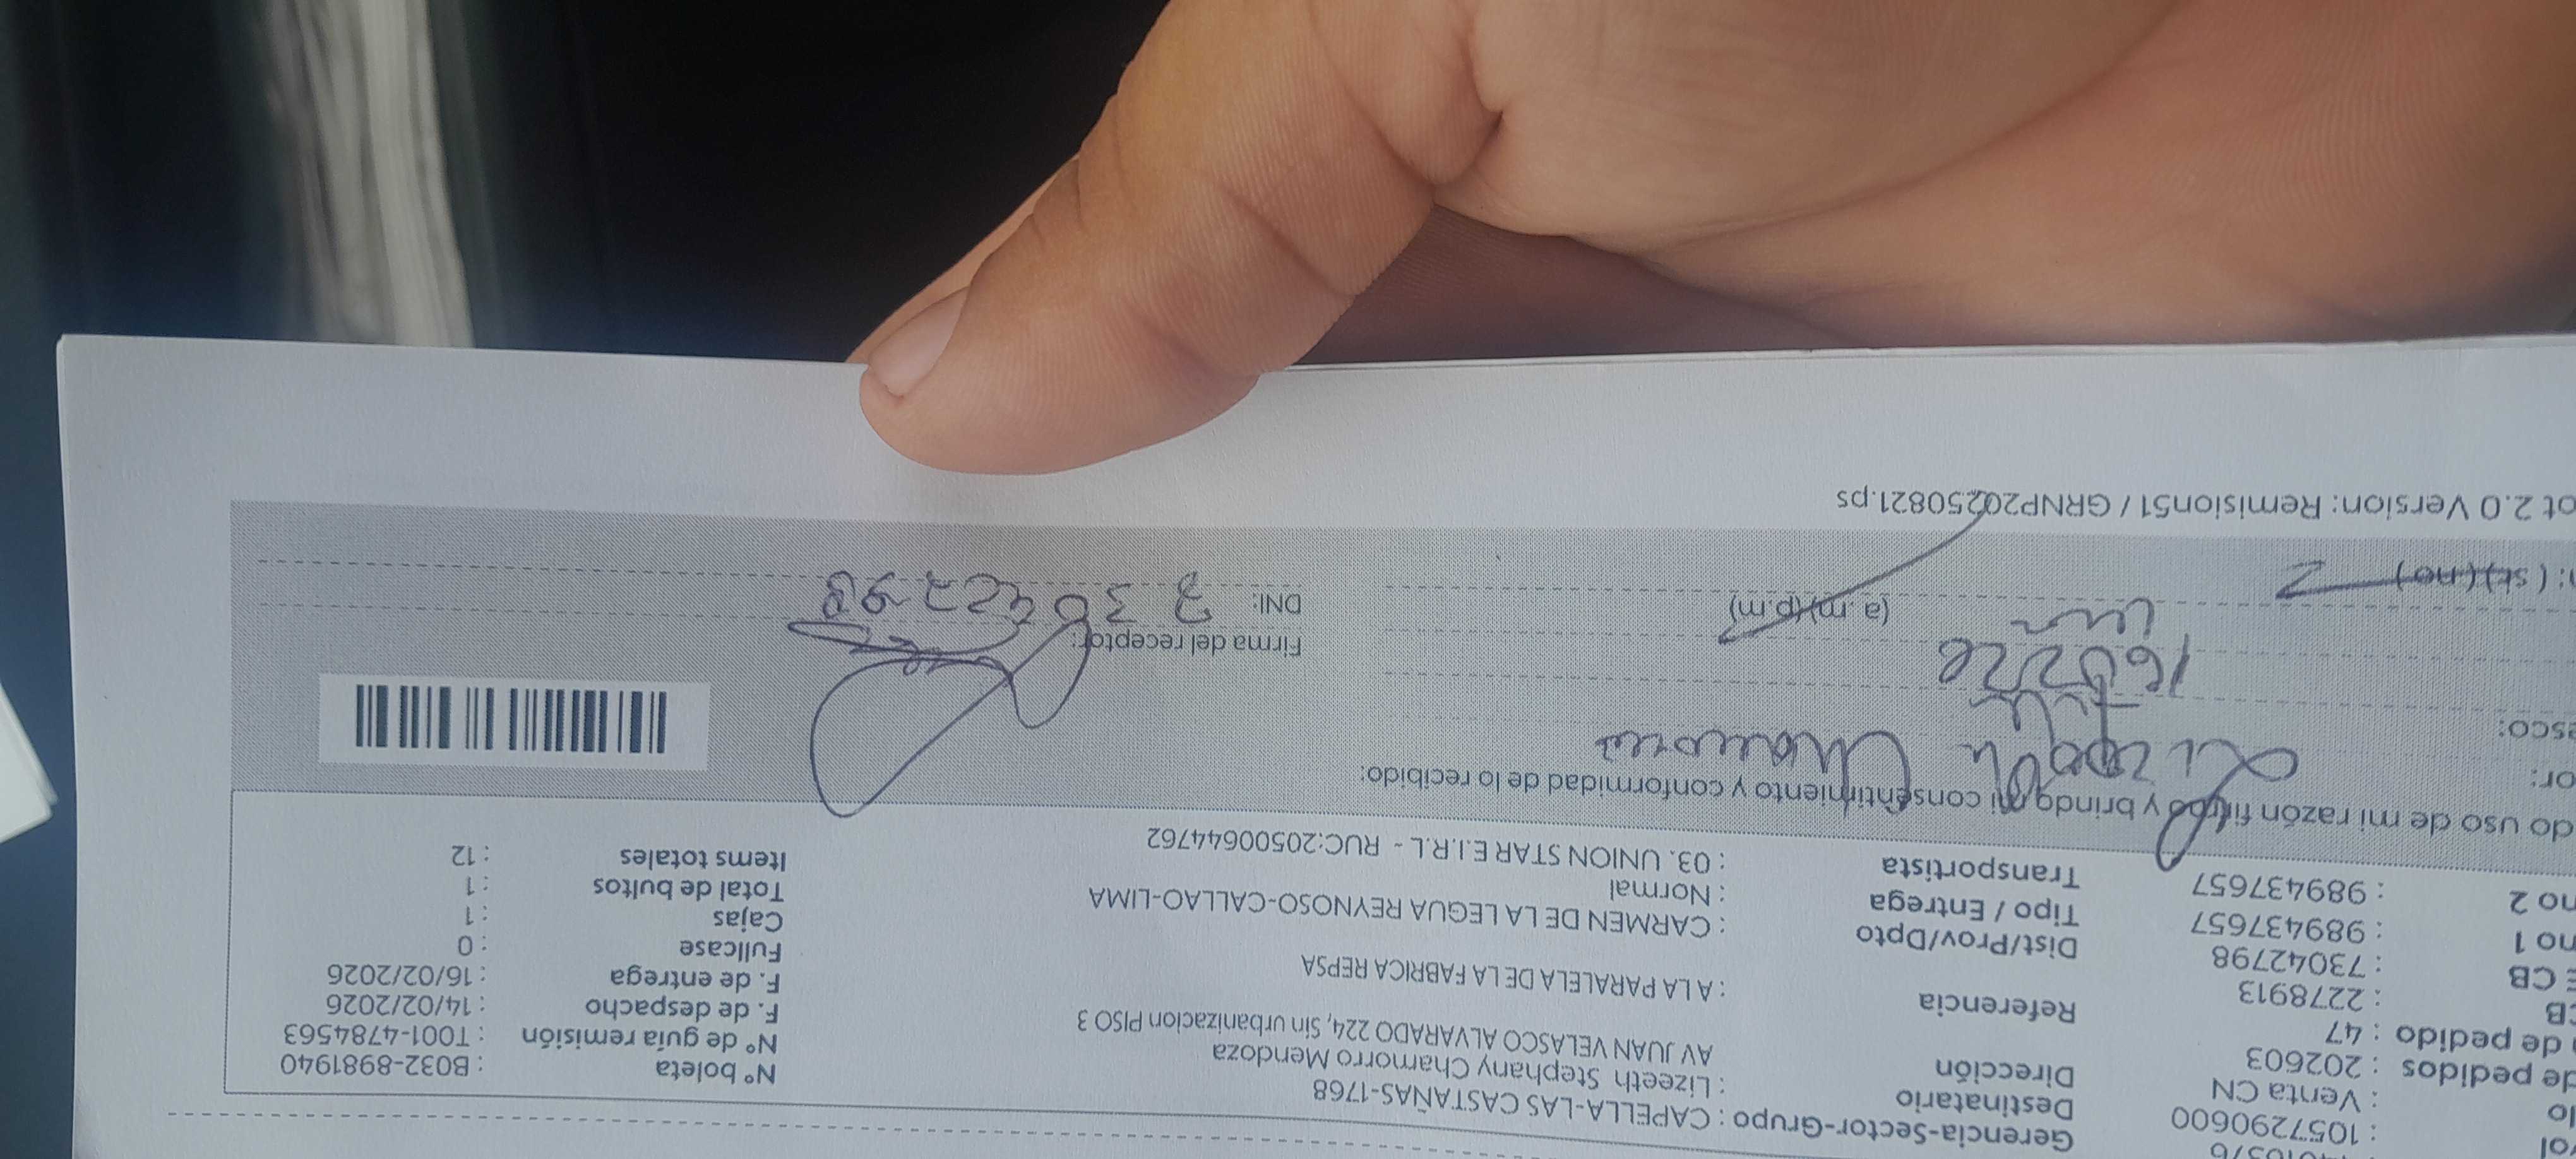 Gerencia-Sector-Grupo : CAPELLA-LAS CASTAÑAS-1768
: 1057290600 Destinatario : Lizeeth Stephany Chamorro Mendoza Nº boleta : B032-8981940
: Venta CN Dirección AV JUAN VELASCO ALVARADO 224, Sin urbanizacion PISO 3 Nº de guía remisión : T001-4784563
de pedidos : 202603 F. de despacho : 14/02/2026
de pedido : 47 Referencia : A LA PARALELA DE LA FABRICA REPSA F. de entrega : 16/02/2026
CB : 2278913 Fullcase : 0
CB : 73042798 Dist/Prov/Dpto : CARMEN DE LA LEGUA REYNOSO-CALLAO-LIMA Cajas : 1
no 1 : 989437657 Tipo / Entrega : Normal Total de bultos : 1
no 2 : 989437657 Transportista : 03. UNION STAR E.I.R.L - RUC:20500644762 Items totales : 12
do uso de mi razón firmo y brindo mi consentimiento y conformidad de lo recibido:
or: Chamorro
esco:
Firma del receptor:
(a.m)(p.m) DNI: 73042798
: (si)(no)
ot 2.0 Version: Remision51 / GRNP20250821.ps